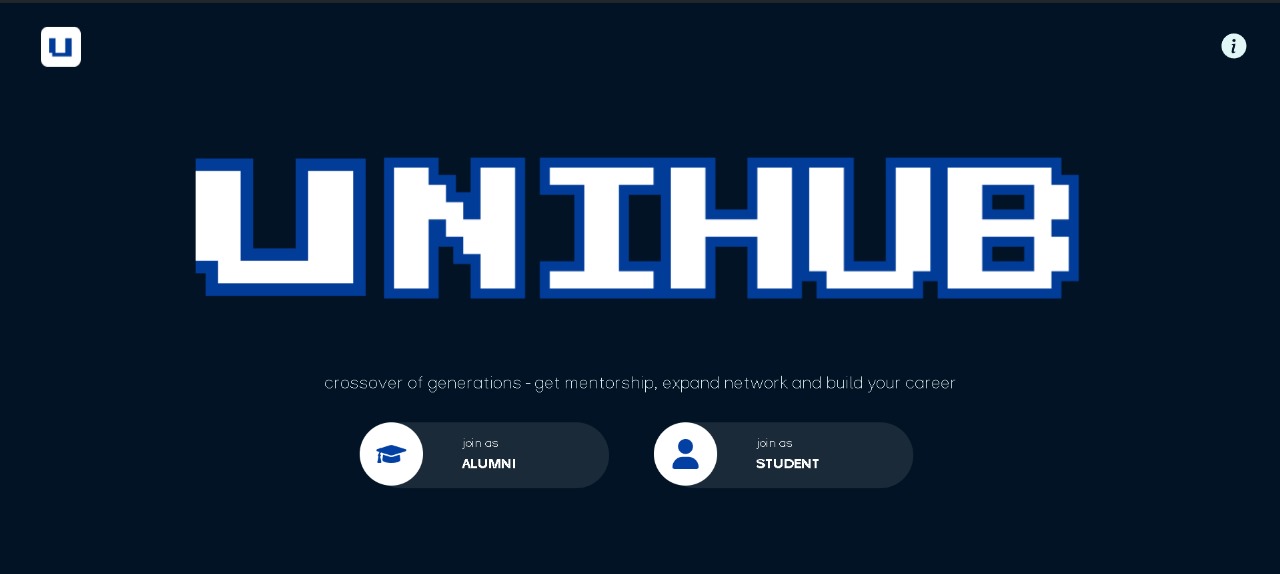 U
i
UNIHUB
crossover of generations - get mentorship, expand network and build your career
join as
ALUMNI
join as
STUDENT